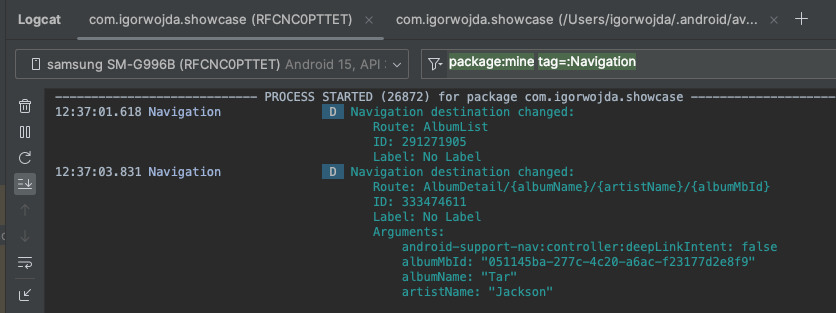 Logcat com.igorwojda.showcase (RFCNC0PTTET) com.igorwojda.showcase (/Users/igorwojda/.android/av...
samsung SM-G996B (RFCNC0PTTET) Android 15, API package:mine tag=:Navigation
---------------------------- PROCESS STARTED (26872) for package com.igorwojda.showcase ----------------------------
12:37:01.618 Navigation D Navigation destination changed:
Route: AlbumList
ID: 291271905
Label: No Label
12:37:03.831 Navigation D Navigation destination changed:
Route: AlbumDetail/{albumName}/{artistName}/{albumMbId}
ID: 333474611
Label: No Label
Arguments:
android-support-nav:controller:deepLinkIntent: false
albumMbId: "051145ba-277c-4c20-a6ac-f23177d2e8f9"
albumName: "Tar"
artistName: "Jackson"